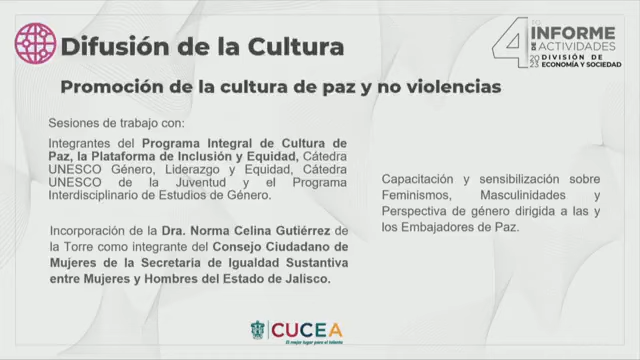 Difusión de la Cultura
4TO INFORME
DE ACTIVIDADES
2023 DIVISIÓN DE
ECONOMÍA Y SOCIEDAD
Promoción de la cultura de paz y no violencias
Sesiones de trabajo con:
Integrantes del Programa Integral de Cultura de
Paz, la Plataforma de Inclusión y Equidad, Cátedra
UNESCO Género, Liderazgo y Equidad, Cátedra
UNESCO de la Juventud y el Programa
Interdisciplinario de Estudios de Género.
Incorporación de la Dra. Norma Celina Gutiérrez de
la Torre como integrante del Consejo Ciudadano de
Mujeres de la Secretaria de Igualdad Sustantiva
entre Mujeres y Hombres del Estado de Jalisco.
Capacitación y sensibilización sobre
Feminismos, Masculinidades y
Perspectiva de género dirigida a las y
los Embajadores de Paz.
CUCEA
El mejor lugar para el talento